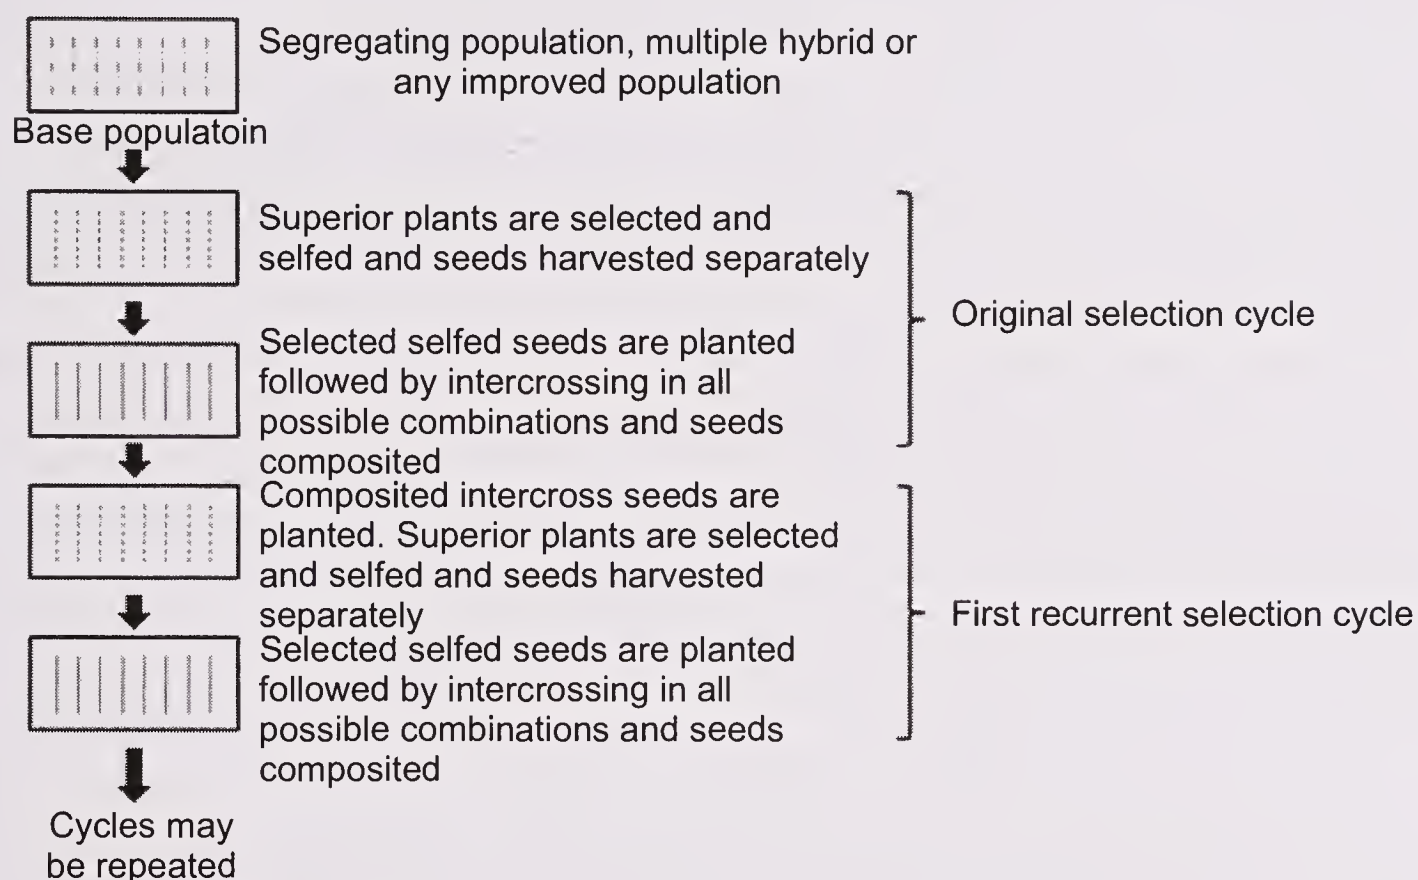 Segregating population, multiple hybrid or
any improved population
Base populatoin
Superior plants are selected and
selfed and seeds harvested separately
Selected selfed seeds are planted
followed by intercrossing in all
possible combinations and seeds
composited
Original selection cycle
Composited intercross seeds are
planted. Superior plants are selected
and selfed and seeds harvested
separately
Selected selfed seeds are planted
followed by intercrossing in all
possible combinations and seeds
composited
First recurrent selection cycle
Cycles may
be repeated